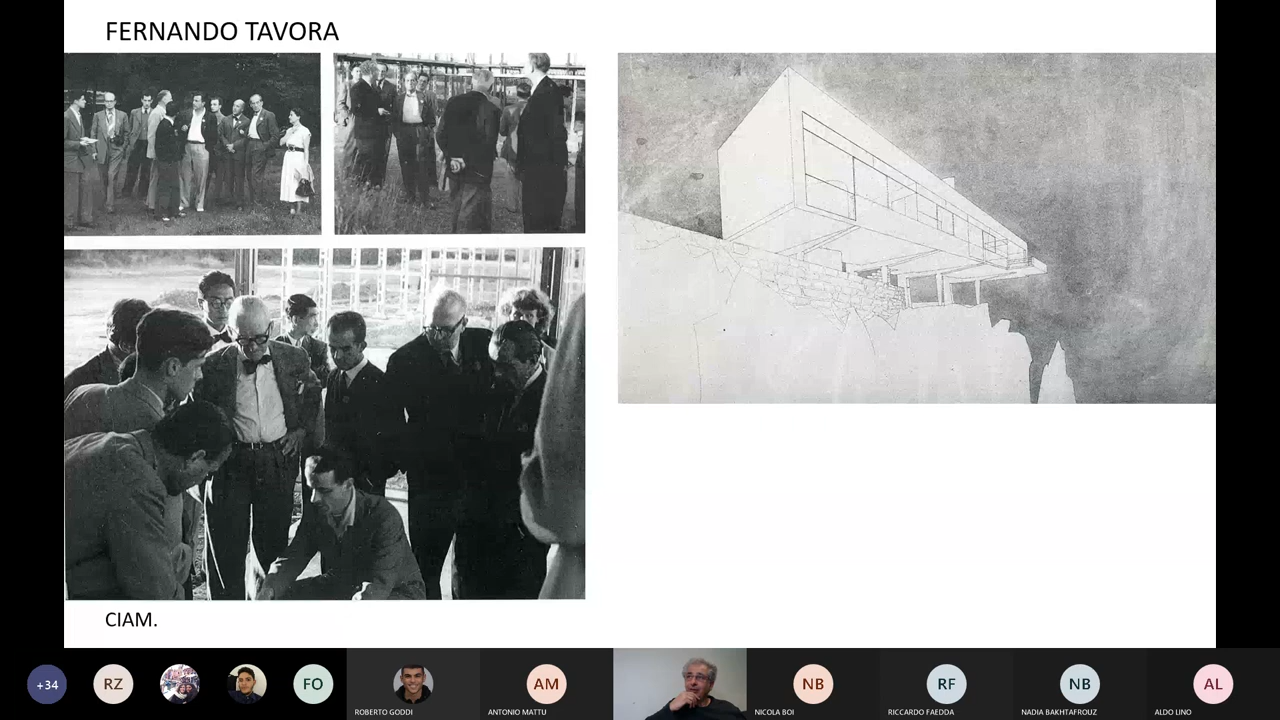 FERNANDO TAVORA
CIAM.
+34
RZ
FO
ROBERTO GODDI
AM
ANTONIO MATTU
NB
NICOLA BOI
RF
RICCARDO FAEDDA
NB
NADIA BAKHTAFROUZ
AL
ALDO LINO